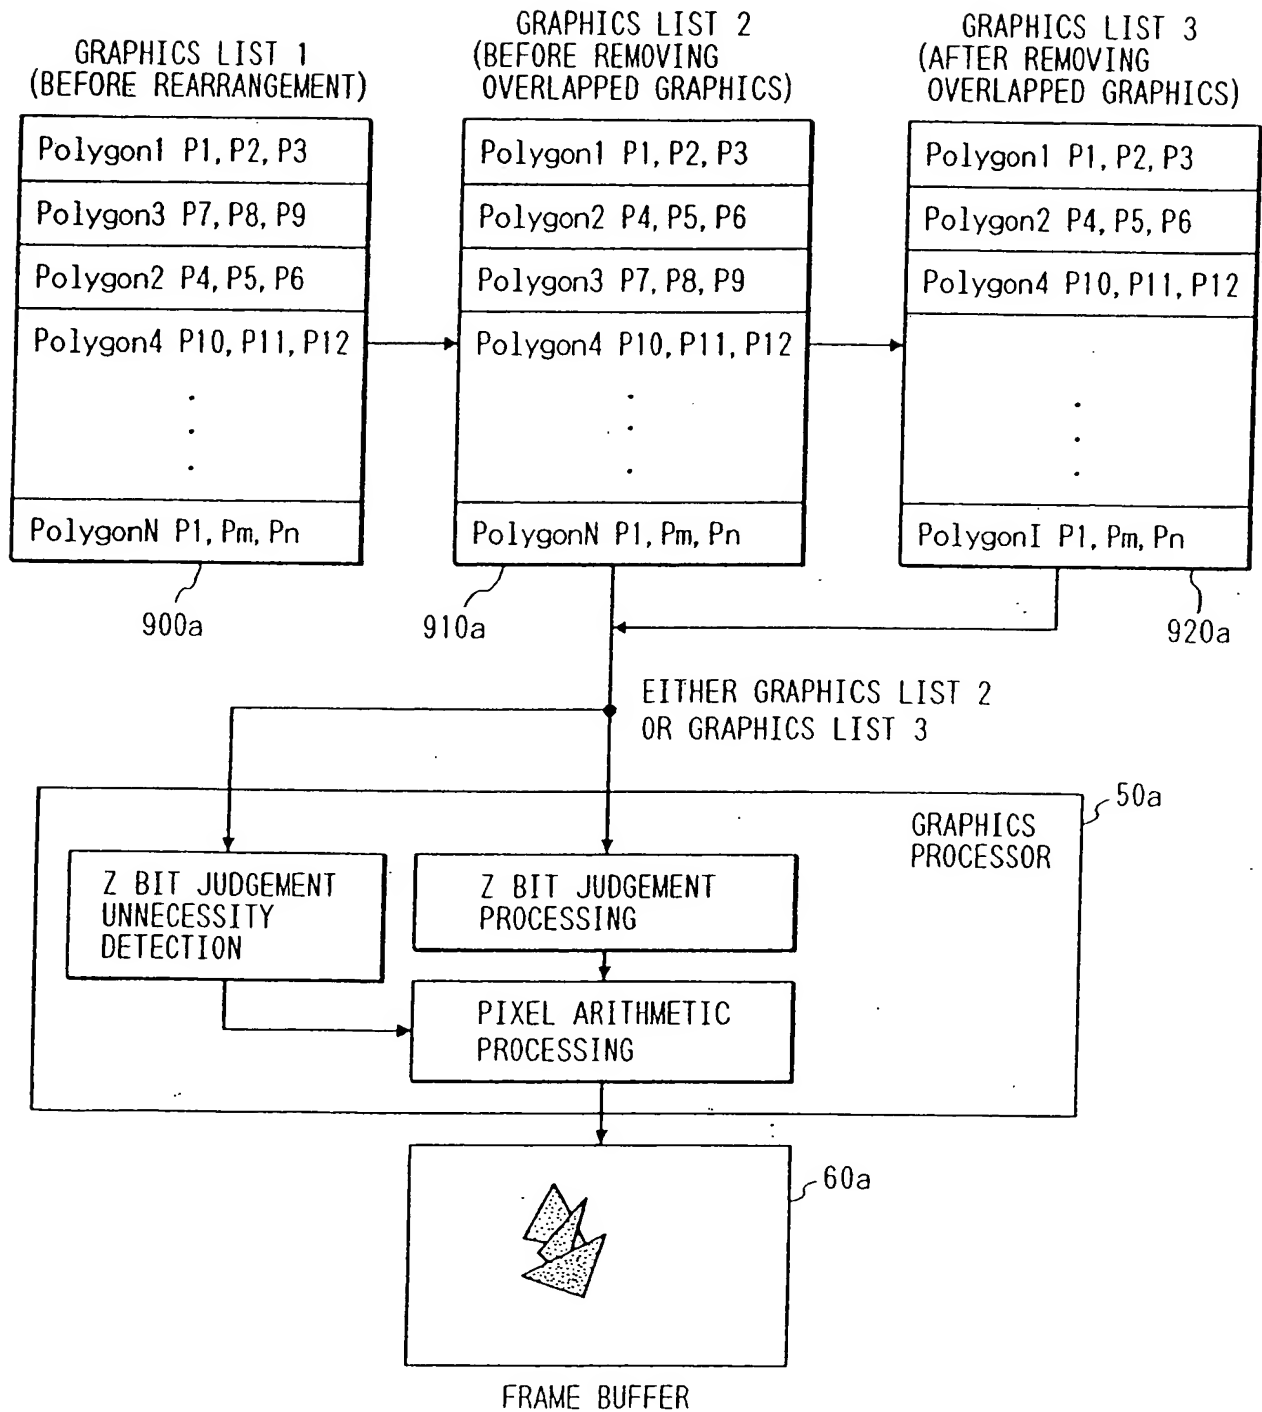 GRAPHICS LIST 1
(BEFORE REARRANGEMENT)
Polygon1 P1, P2, P3
Polygon3 P7, P8, P9
Polygon2 P4, P5, P6
Polygon4 P10, P11, P12
PolygonN P1, Pm, Pn
900a
GRAPHICS LIST 2
(BEFORE REMOVING
OVERLAPPED GRAPHICS)
Polygon1 P1, P2, P3
Polygon2 P4, P5, P6
Polygon3 P7, P8, P9
Polygon4 P10, P11, P12
PolygonN P1, Pm, Pn
910a
GRAPHICS LIST 3
(AFTER REMOVING
OVERLAPPED GRAPHICS)
Polygon1 P1, P2, P3
Polygon2 P4, P5, P6
Polygon4 P10, P11, P12
PolygonI P1, Pm, Pn
920a
EITHER GRAPHICS LIST 2
OR GRAPHICS LIST 3
50a
GRAPHICS
PROCESSOR
Z BIT JUDGEMENT
UNNECESSITY
DETECTION
Z BIT JUDGEMENT
PROCESSING
PIXEL ARITHMETIC
PROCESSING
60a
FRAME BUFFER